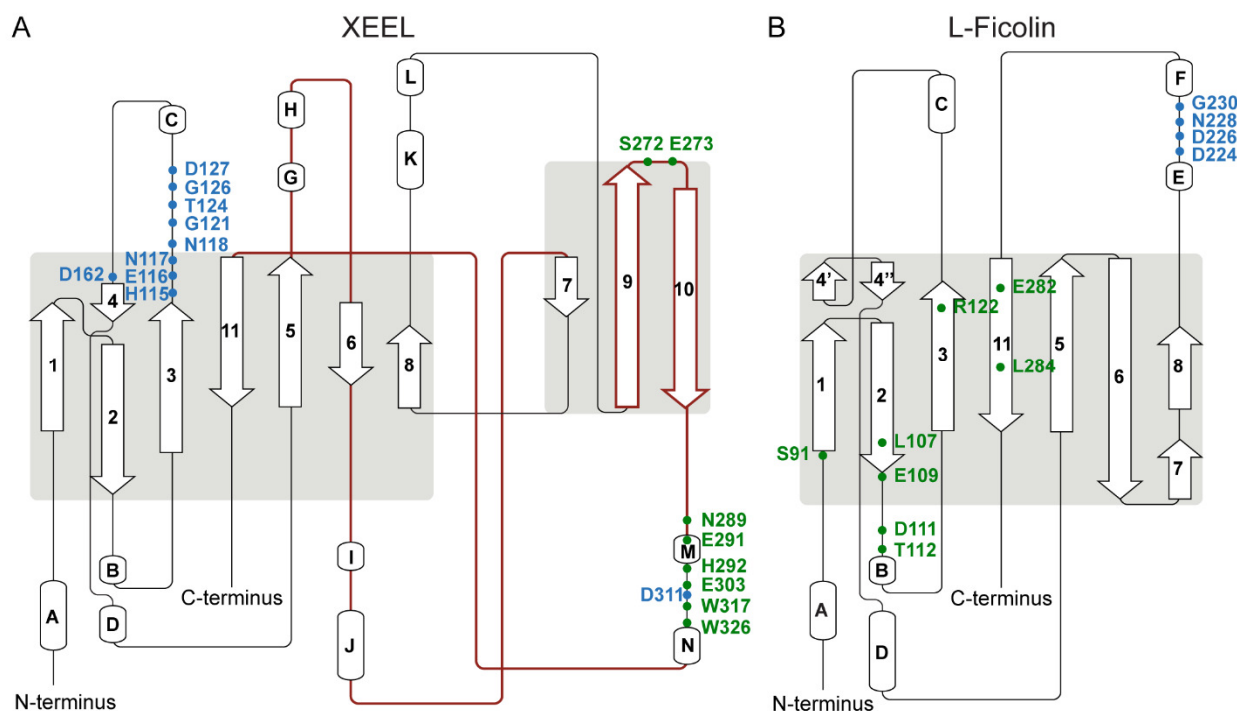 A
XEEL
L
H
C
K
G
S272 E273
D127
G126
T124
G121
N118
N117
D162
E116
H115
4
1
2
3
11
5
6
8
7
9
10
N289
E291
M
H292
E303
D311
W317
W326
N
B
I
C-terminus
A
D
J
N-terminus
B
L-Ficolin
F
C
G230
N228
D226
D224
E
4'
4''
E282
R122
1
2
3
11
L284
5
6
8
7
L107
S91
E109
D111
T112
B
A
C-terminus
D
N-terminus